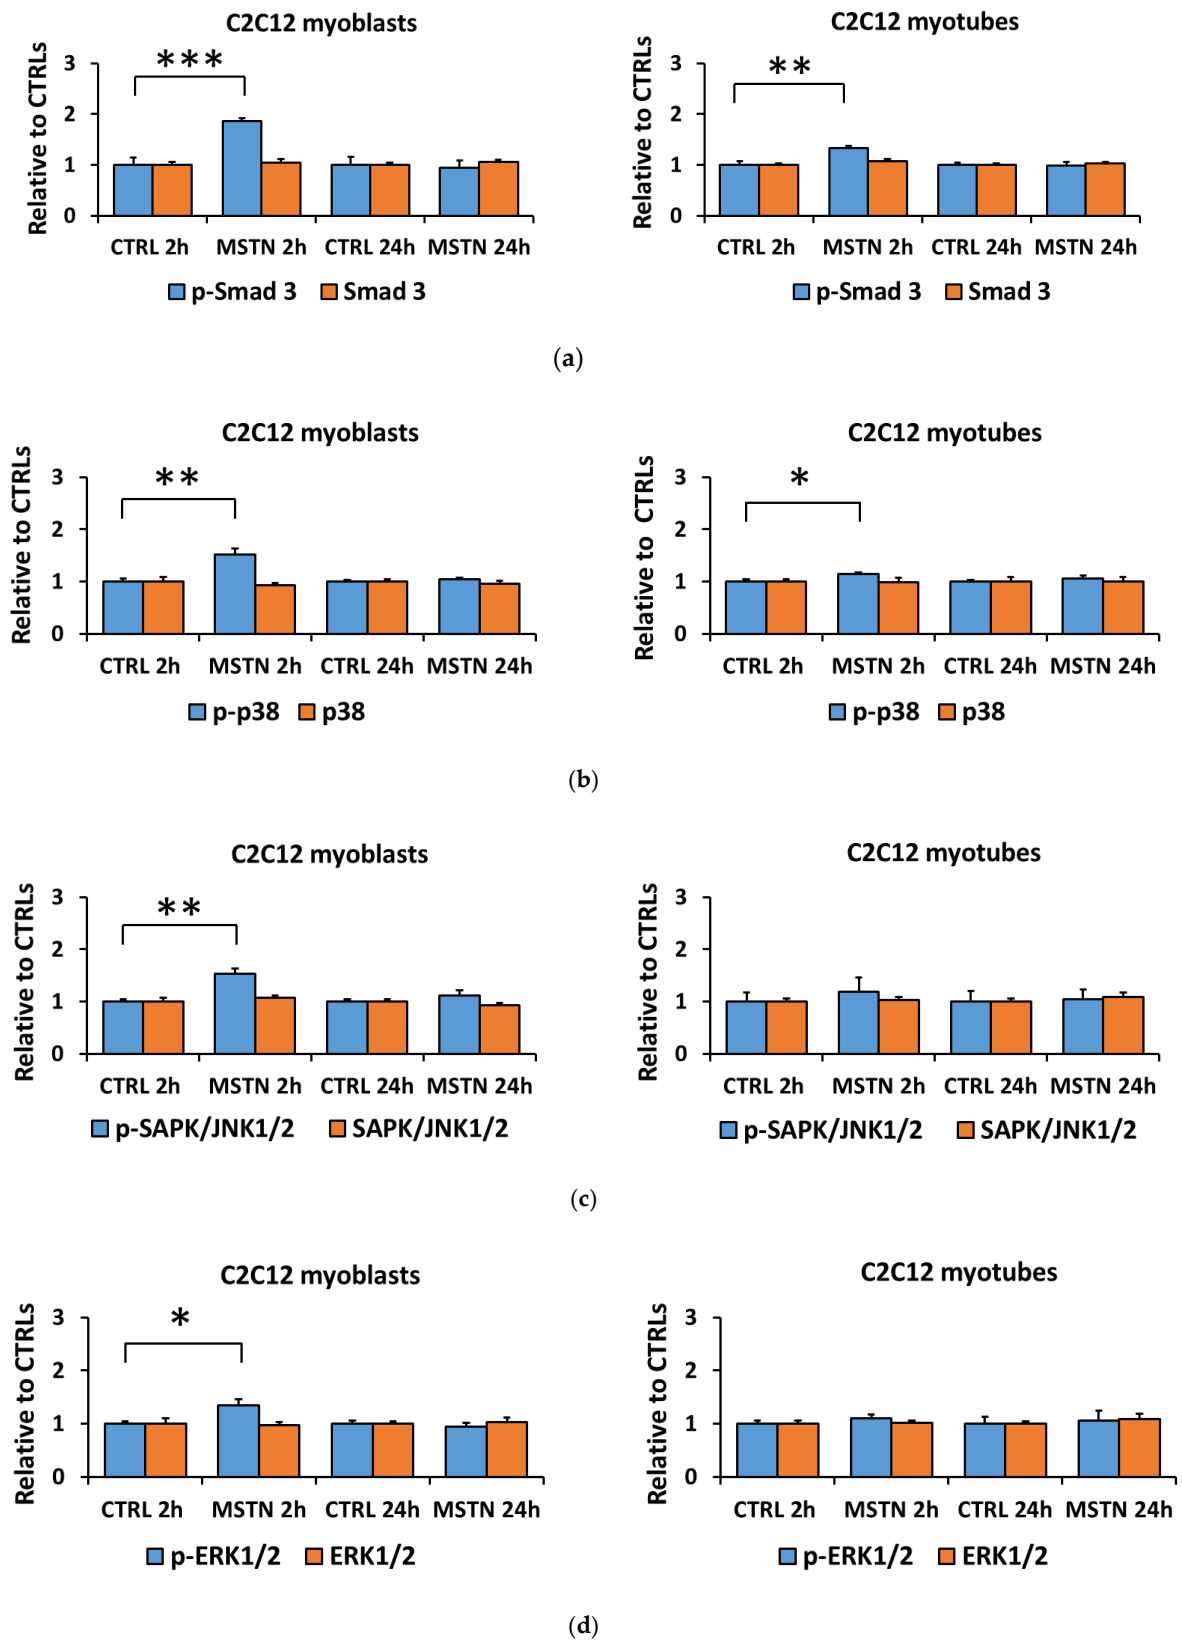 C2C12 myoblasts
Relative to CTRLs
3
2
1
0
***
CTRL 2h MSTN 2h CTRL 24h MSTN 24h
p-Smad 3 Smad 3
C2C12 myotubes
Relative to CTRLs
3
2
1
0
**
CTRL 2h MSTN 2h CTRL 24h MSTN 24h
p-Smad 3 Smad 3
(a)
C2C12 myoblasts
Relative to CTRLs
3
2
1
0
**
CTRL 2h MSTN 2h CTRL 24h MSTN 24h
p-p38 p38
C2C12 myotubes
Relative to CTRLs
3
2
1
0
*
CTRL 2h MSTN 2h CTRL 24h MSTN 24h
p-p38 p38
(b)
C2C12 myoblasts
Relative to CTRLs
3
2
1
0
**
CTRL 2h MSTN 2h CTRL 24h MSTN 24h
p-SAPK/JNK1/2 SAPK/JNK1/2
C2C12 myotubes
Relative to CTRLs
3
2
1
0
CTRL 2h MSTN 2h CTRL 24h MSTN 24h
p-SAPK/JNK1/2 SAPK/JNK1/2
(c)
C2C12 myoblasts
Relative to CTRLs
3
2
1
0
*
CTRL 2h MSTN 2h CTRL 24h MSTN 24h
p-ERK1/2 ERK1/2
C2C12 myotubes
Relative to CTRLs
3
2
1
0
CTRL 2h MSTN 2h CTRL 24h MSTN 24h
p-ERK1/2 ERK1/2
(d)